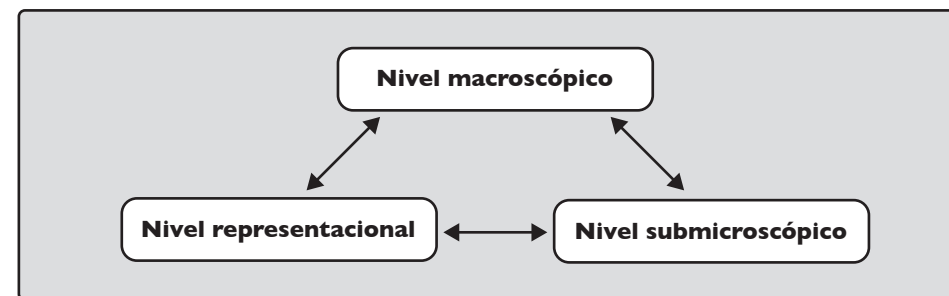 Nivel macroscópico
Nivel representacional
Nivel submicroscópico